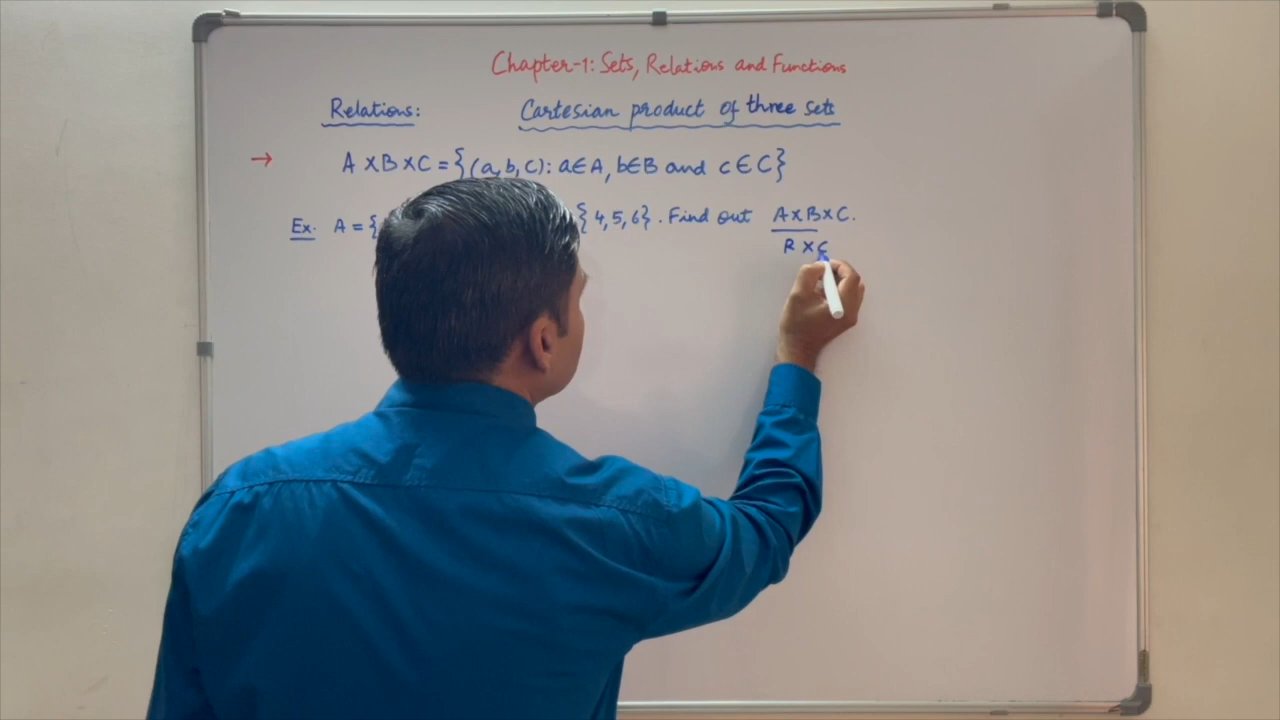 Chapter-1: Sets, Relations and Functions
Relations: Cartesian product of three sets
→ A×B×C = {(a, b, c): a∈A, b∈B and c∈C}
Ex. A = { { 4, 5, 6} . Find out A×B×C.
R×C